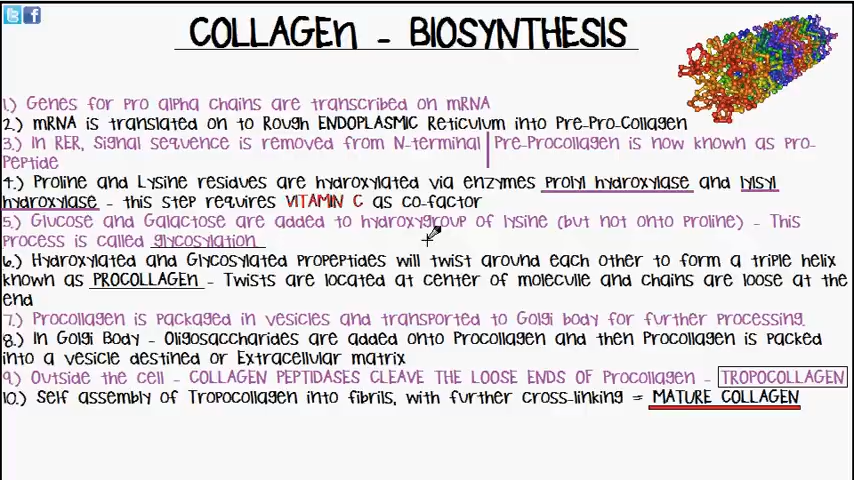 COLLAGEN - BIOSYNTHESIS
1.) Genes for pro alpha chains are transcribed on mRNA
2.) mRNA is translated on to Rough ENDOPLASMIC Reticulum into Pre-Pro-Collagen
3.) In RER, Signal sequence is removed from N-terminal Pre-Procollagen is now known as Pro-
Peptide
4.) Proline and Lysine residues are hydroxylated via enzymes prolyl hydroxylase and lylsyl
hydroxylase - this step requires VITAMIN C as co-factor
5.) Glucose and Galactose are added to hydroxygroup of lysine (but not onto proline) - This
process is called glycosylation
6.) Hydroxylated and Glycosylated Propeptides will twist around each other to form a triple helix
known as PROCOLLAGEN - Twists are located at center of moleculle and chains are loose at the
end
7.) Procollagen is packaged in vesicles and transported to Golgi body for further processing.
8.) In Golgi Body - Oligosaccharides are added onto Procollagen and then Procollagen is packed
into a vesicle destined or Extracellular matrix
9.) Outside the cell - COLLAGEN PEPTIDASES CLEAVE THE LOOSE ENDS OF Procollagen - TROPOCOLLAGEN
10.) Self assembly of Tropocollagen into fibrils, with further cross-linking = MATURE COLLAGEN